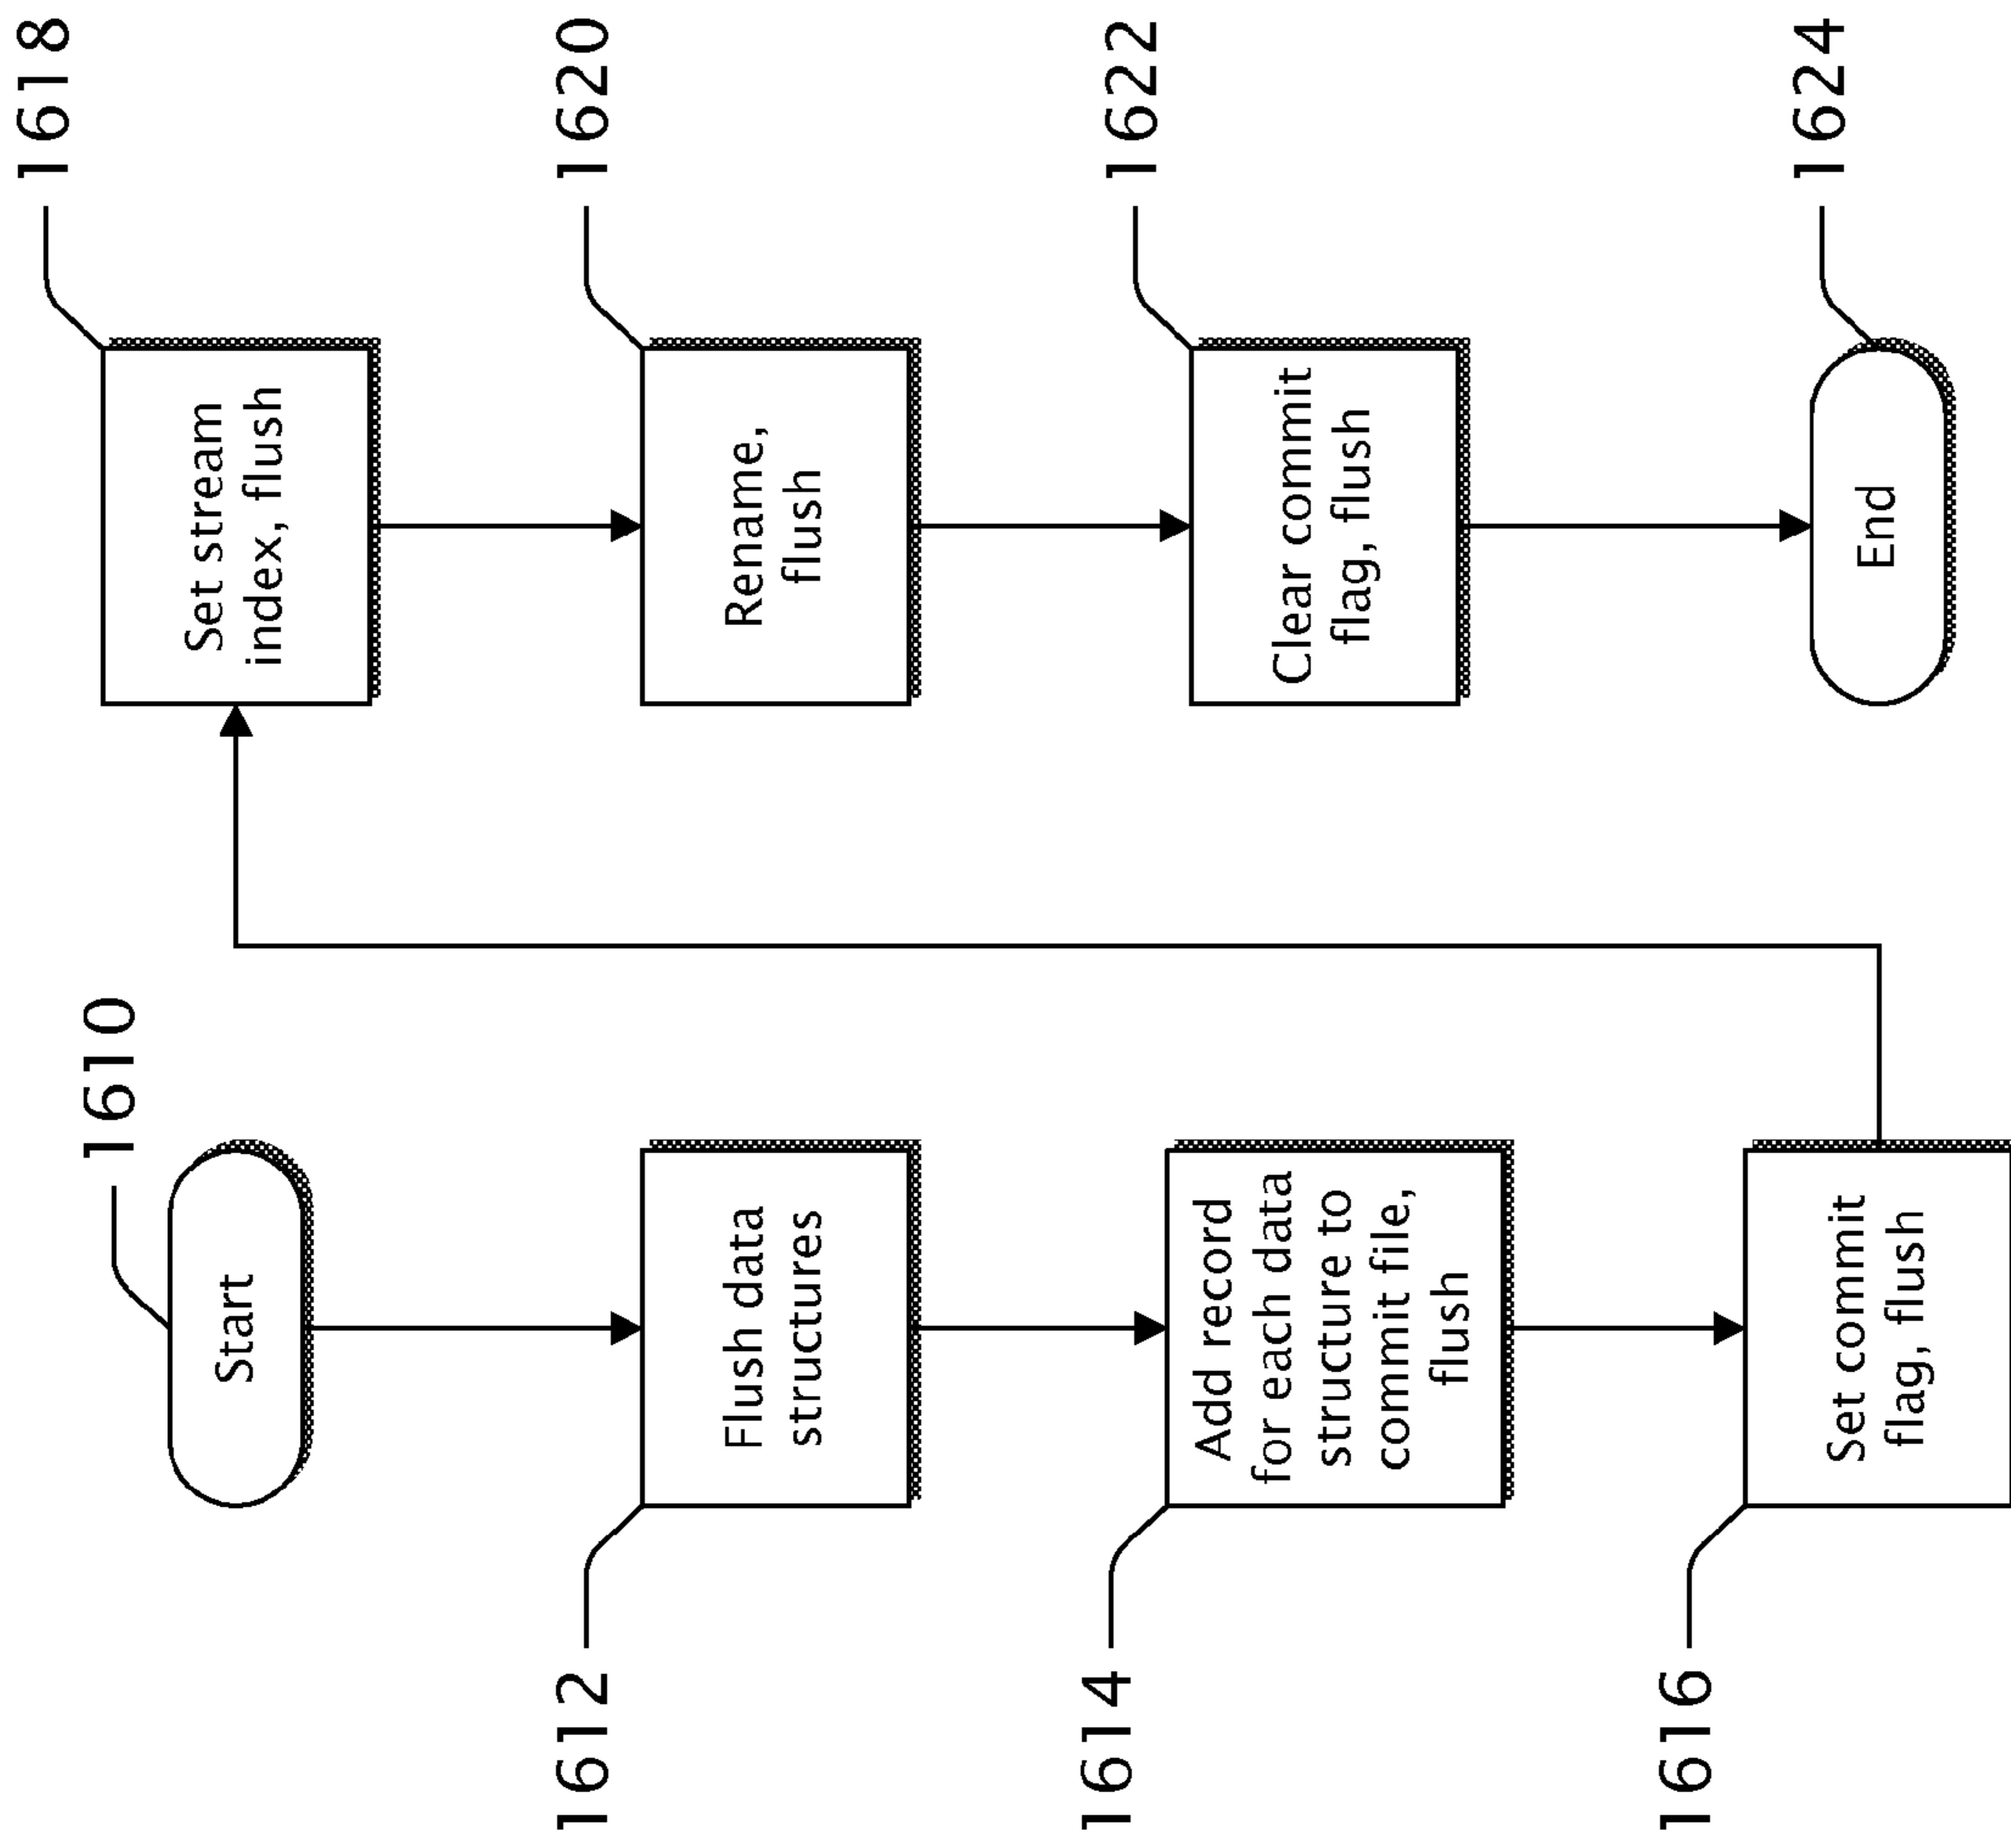 1610
Start
1612
Flush data
structures
1614
Add record
for each data
structure to
commit file,
flush
1616
Set commit
flag, flush
1618
Set stream
index, flush
1620
Rename,
flush
1622
Clear commit
flag, flush
1624
End